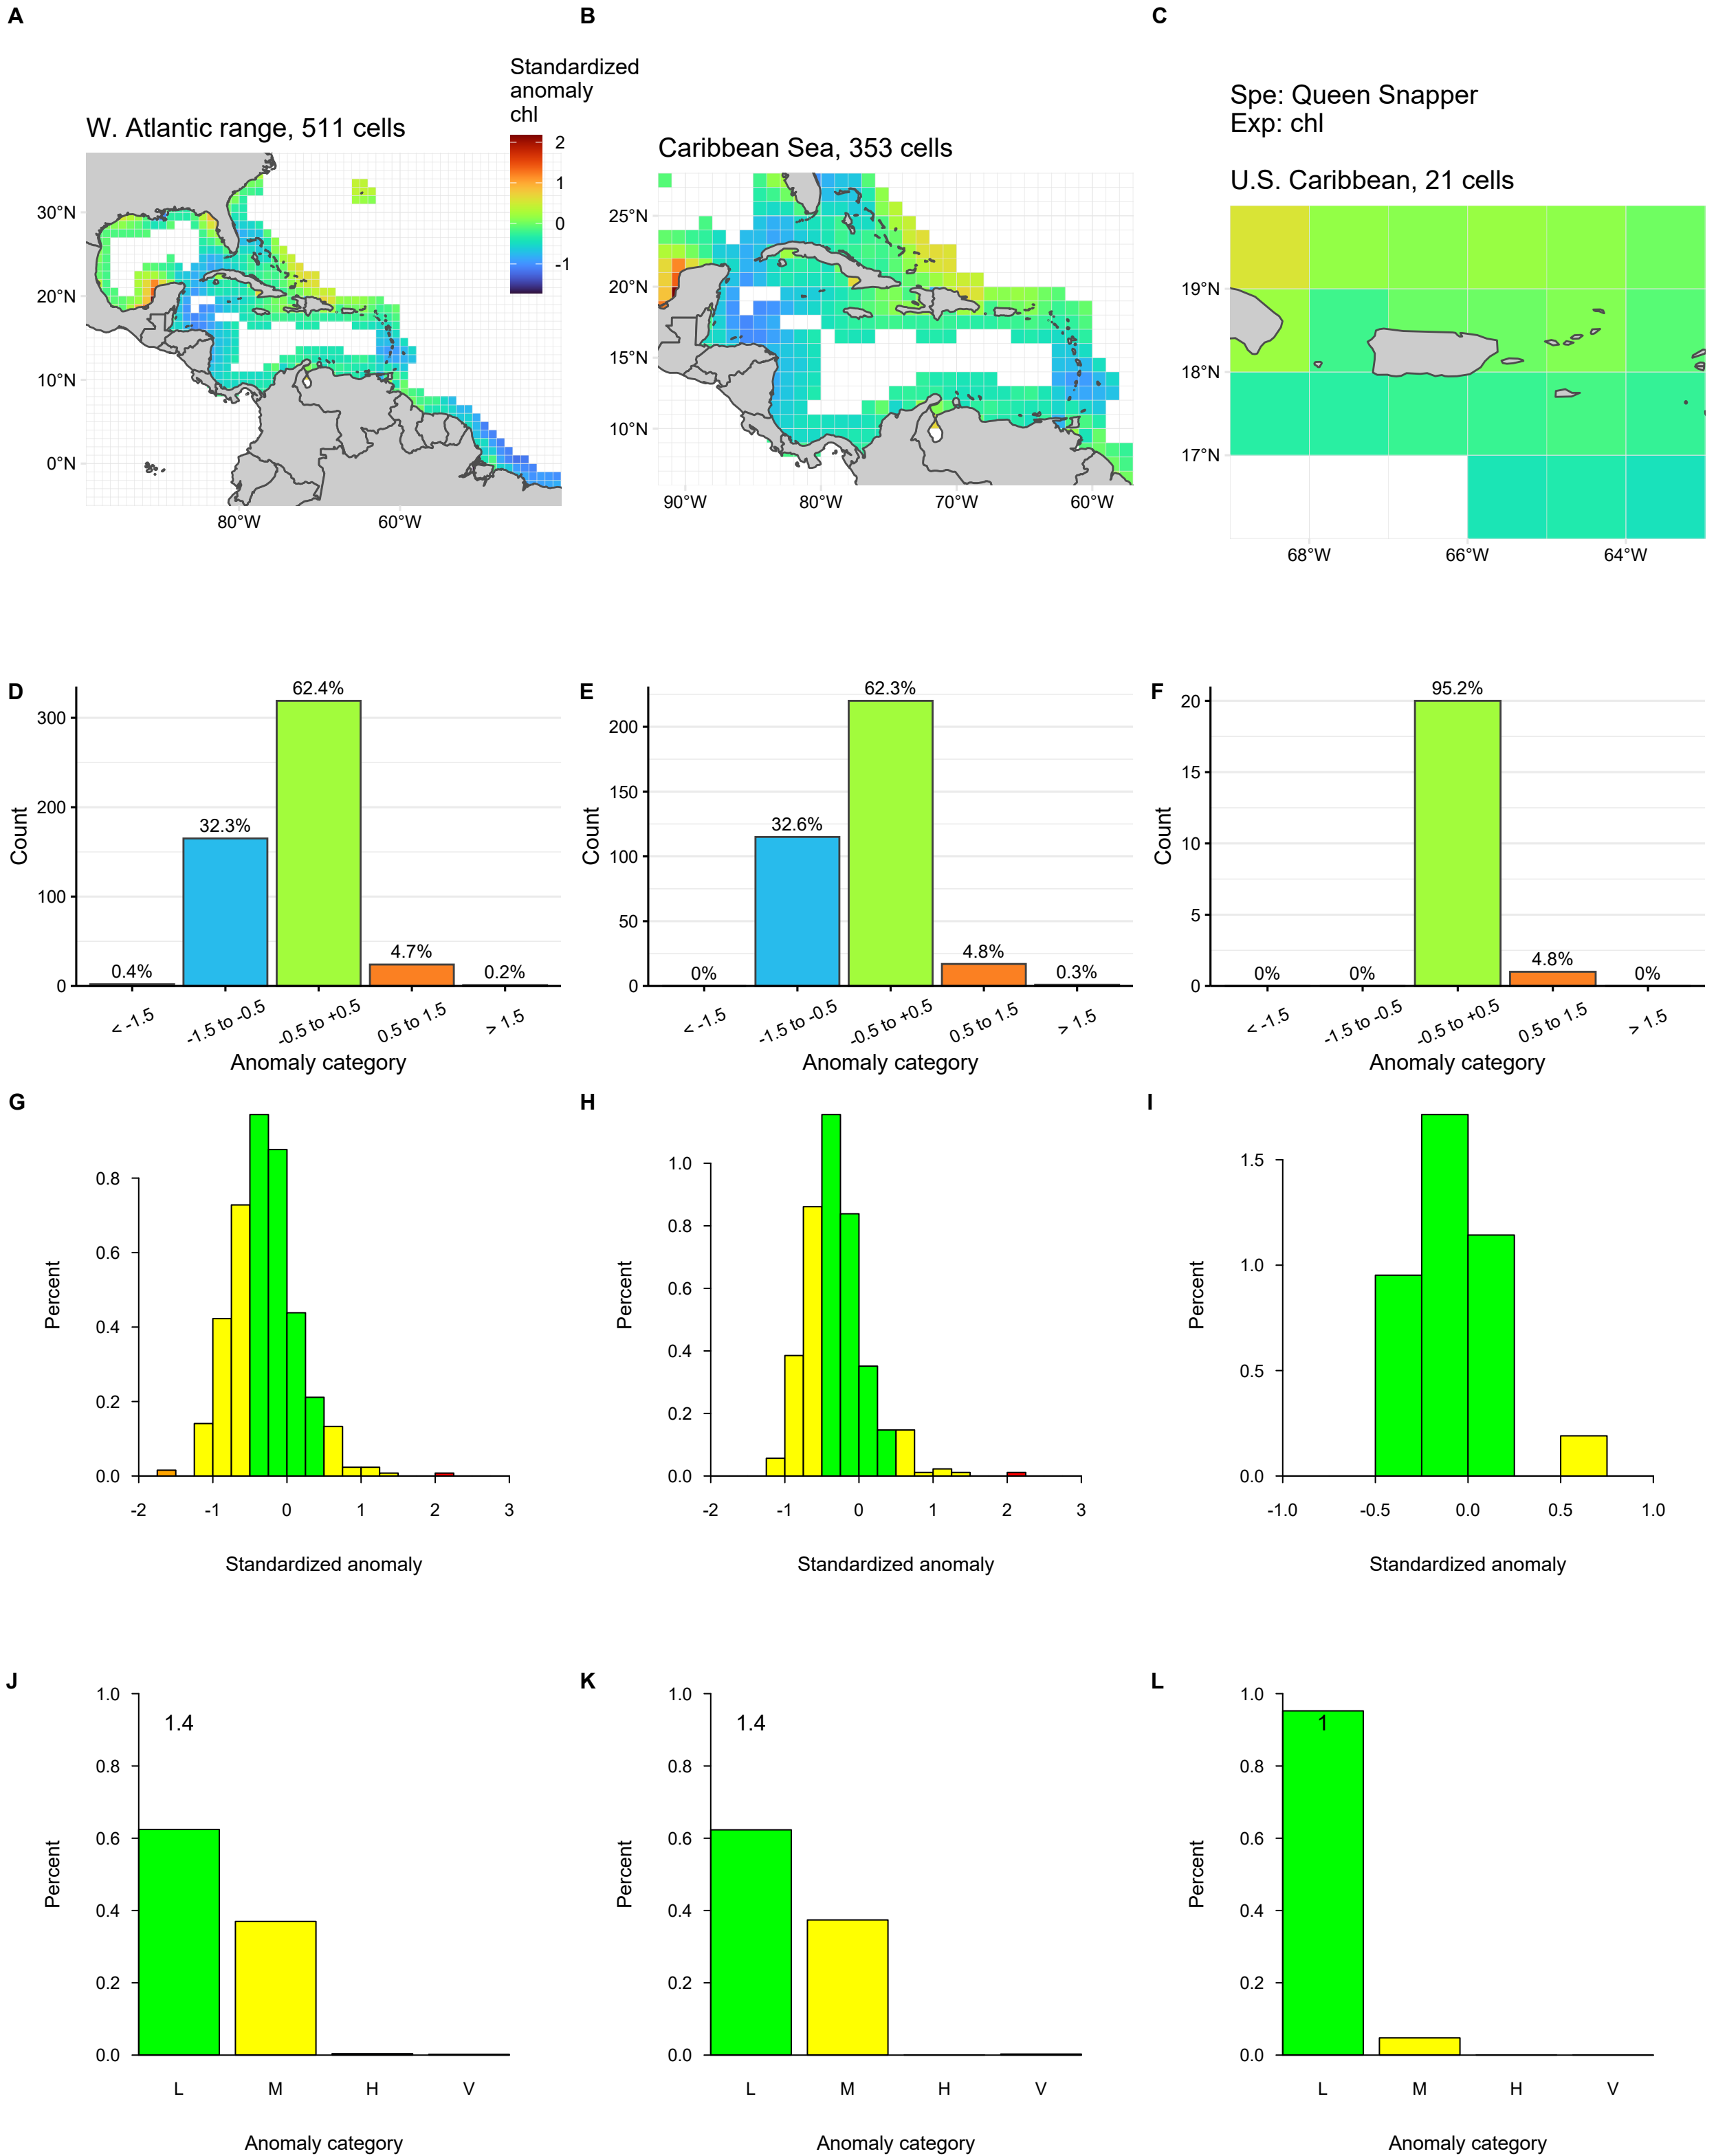 A
B
C
Standardized
anomaly
chl
2
1
0
-1
W. Atlantic range, 511 cells
30°N
20°N
10°N
0°N
80°W
60°W
Caribbean Sea, 353 cells
25°N
20°N
15°N
10°N
90°W
80°W
70°W
60°W
Spe: Queen Snapper
Exp: chl
U.S. Caribbean, 21 cells
19°N
18°N
17°N
68°W
66°W
64°W
D
Count
300
200
100
0
0.4%
32.3%
62.4%
4.7%
0.2%
< -1.5
-1.5 to -0.5
-0.5 to +0.5
0.5 to 1.5
> 1.5
Anomaly category
E
Count
200
150
100
50
0
0%
32.6%
62.3%
4.8%
0.3%
< -1.5
-1.5 to -0.5
-0.5 to +0.5
0.5 to 1.5
> 1.5
Anomaly category
F
Count
20
15
10
5
0
0%
0%
95.2%
4.8%
0%
< -1.5
-1.5 to -0.5
-0.5 to +0.5
0.5 to 1.5
> 1.5
Anomaly category
G
Percent
0.8
0.6
0.4
0.2
0.0
-2
-1
0
1
2
3
Standardized anomaly
H
Percent
1.0
0.8
0.6
0.4
0.2
0.0
-2
-1
0
1
2
3
Standardized anomaly
I
Percent
1.5
1.0
0.5
0.0
-1.0
-0.5
0.0
0.5
1.0
Standardized anomaly
J
Percent
1.0
0.8
0.6
0.4
0.2
0.0
1.4
L
M
H
V
Anomaly category
K
Percent
1.0
0.8
0.6
0.4
0.2
0.0
1.4
L
M
H
V
Anomaly category
L
Percent
1.0
0.8
0.6
0.4
0.2
0.0
1
L
M
H
V
Anomaly category